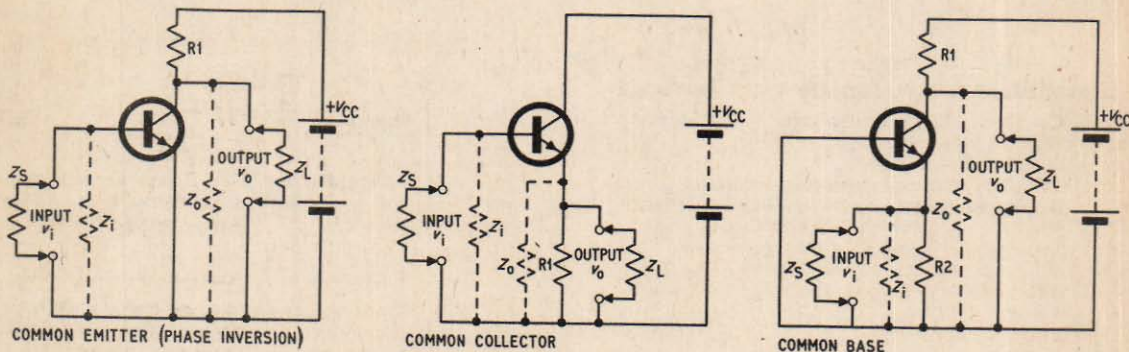 R1
+VCC
ZS
INPUT
vi
Zi
Zo
OUTPUT
vo
ZL
COMMON EMITTER (PHASE INVERSION)
+VCC
ZS
INPUT
vi
Zi
Zo
R1
OUTPUT
vo
ZL
COMMON COLLECTOR
R1
+VCC
OUTPUT
vo
ZL
Zo
ZS
INPUT
vi
Zi
R2
COMMON BASE